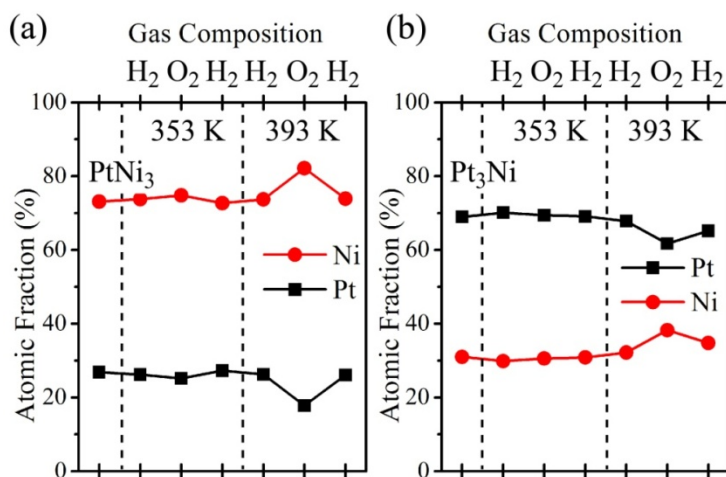 (a)
Gas Composition
H₂ O₂ H₂ H₂ O₂ H₂
Atomic Fraction (%)
100
80
60
40
20
0
353 K
393 K
PtNi₃
Ni
Pt
(b)
Gas Composition
H₂ O₂ H₂ H₂ O₂ H₂
Atomic Fraction (%)
100
80
60
40
20
0
353 K
393 K
Pt₃Ni
Pt
Ni